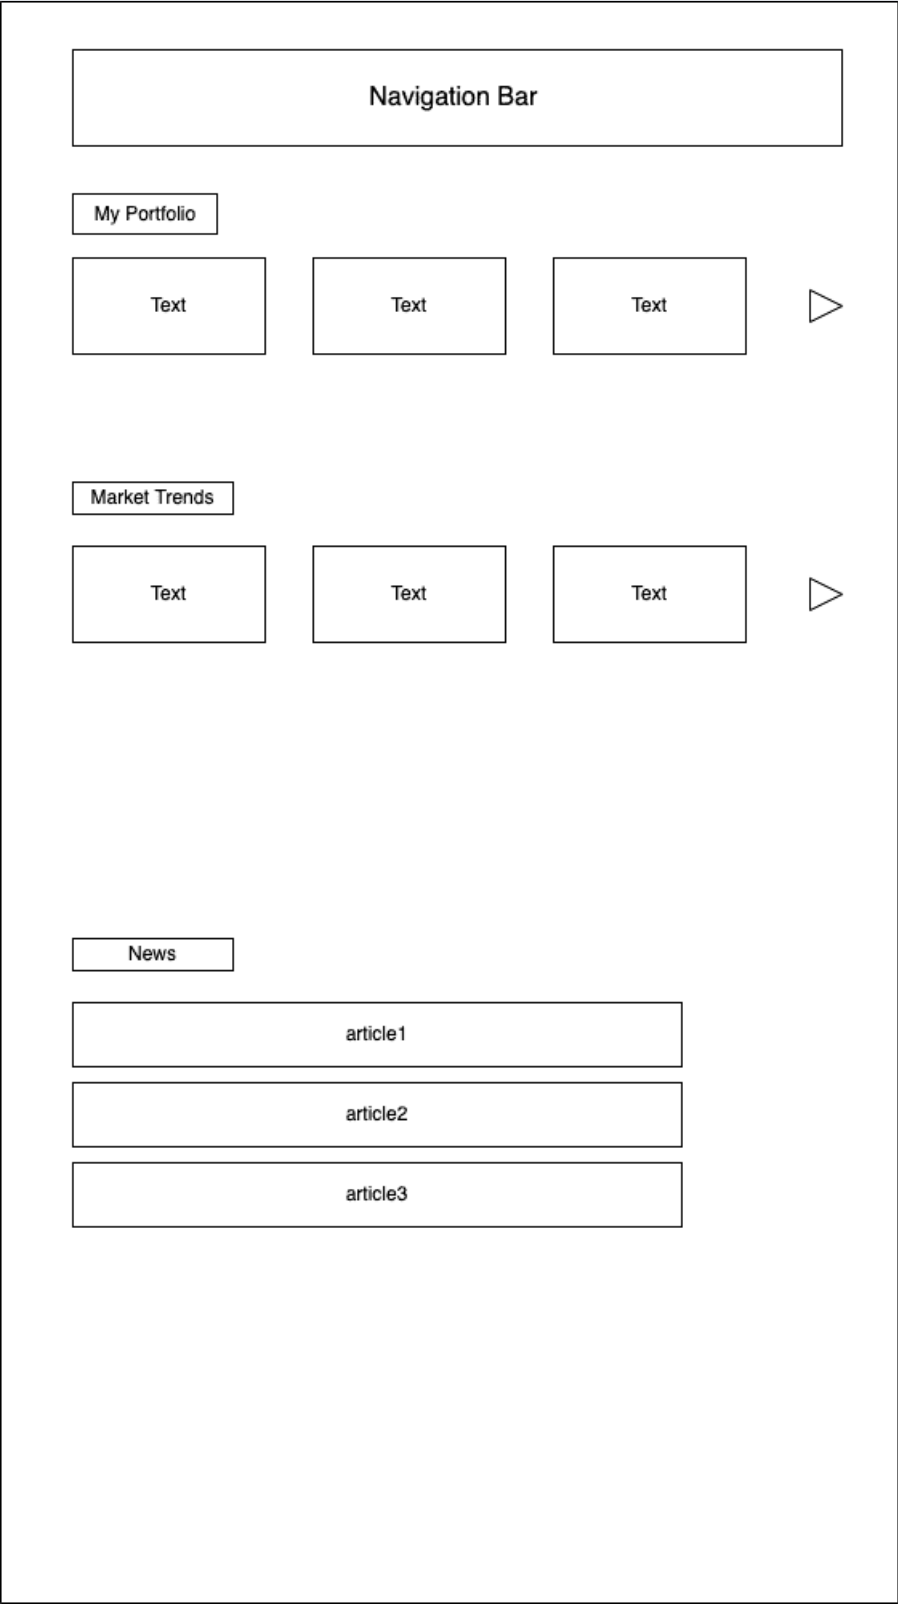 Navigation Bar
My Portfolio
Text
Text
Text
Market Trends
Text
Text
Text
News
article1
article2
article3